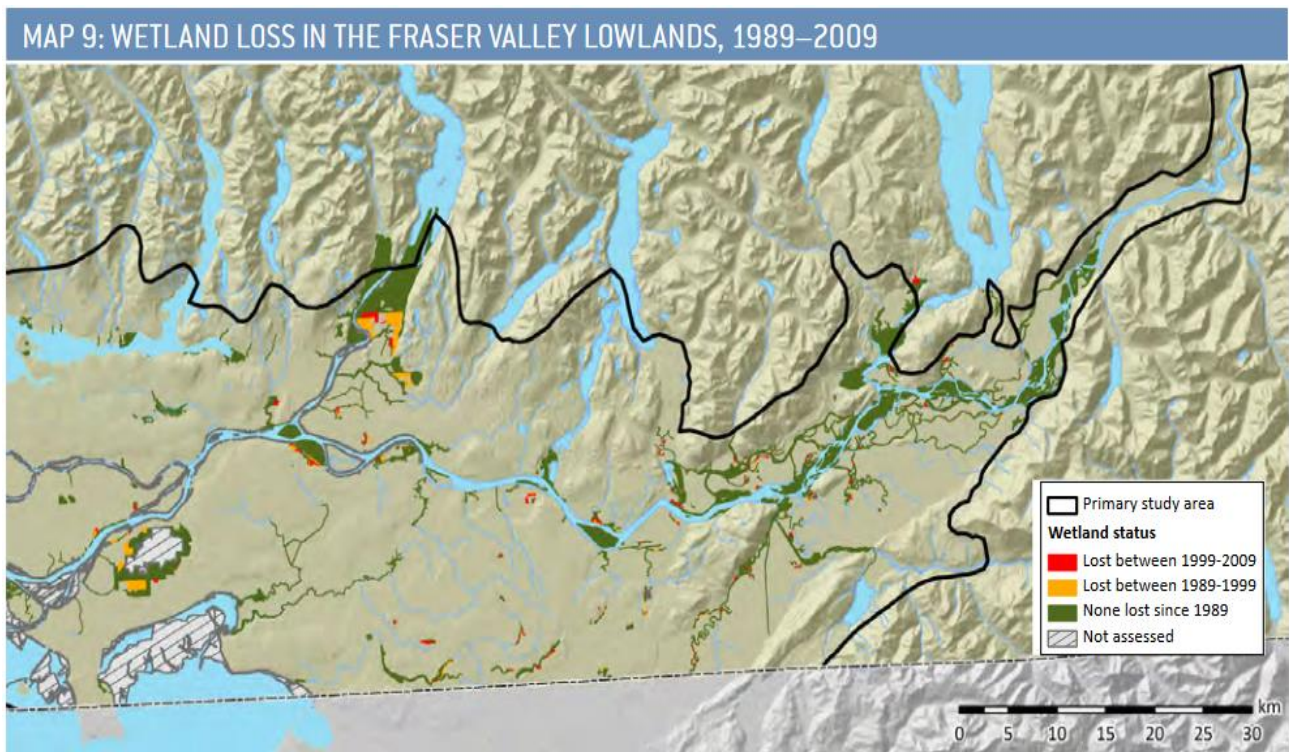 MAP 9: WETLAND LOSS IN THE FRASER VALLEY LOWLANDS, 1989–2009
Primary study area
Wetland status
Lost between 1999-2009
Lost between 1989-1999
None lost since 1989
Not assessed
km
0 5 10 15 20 25 30